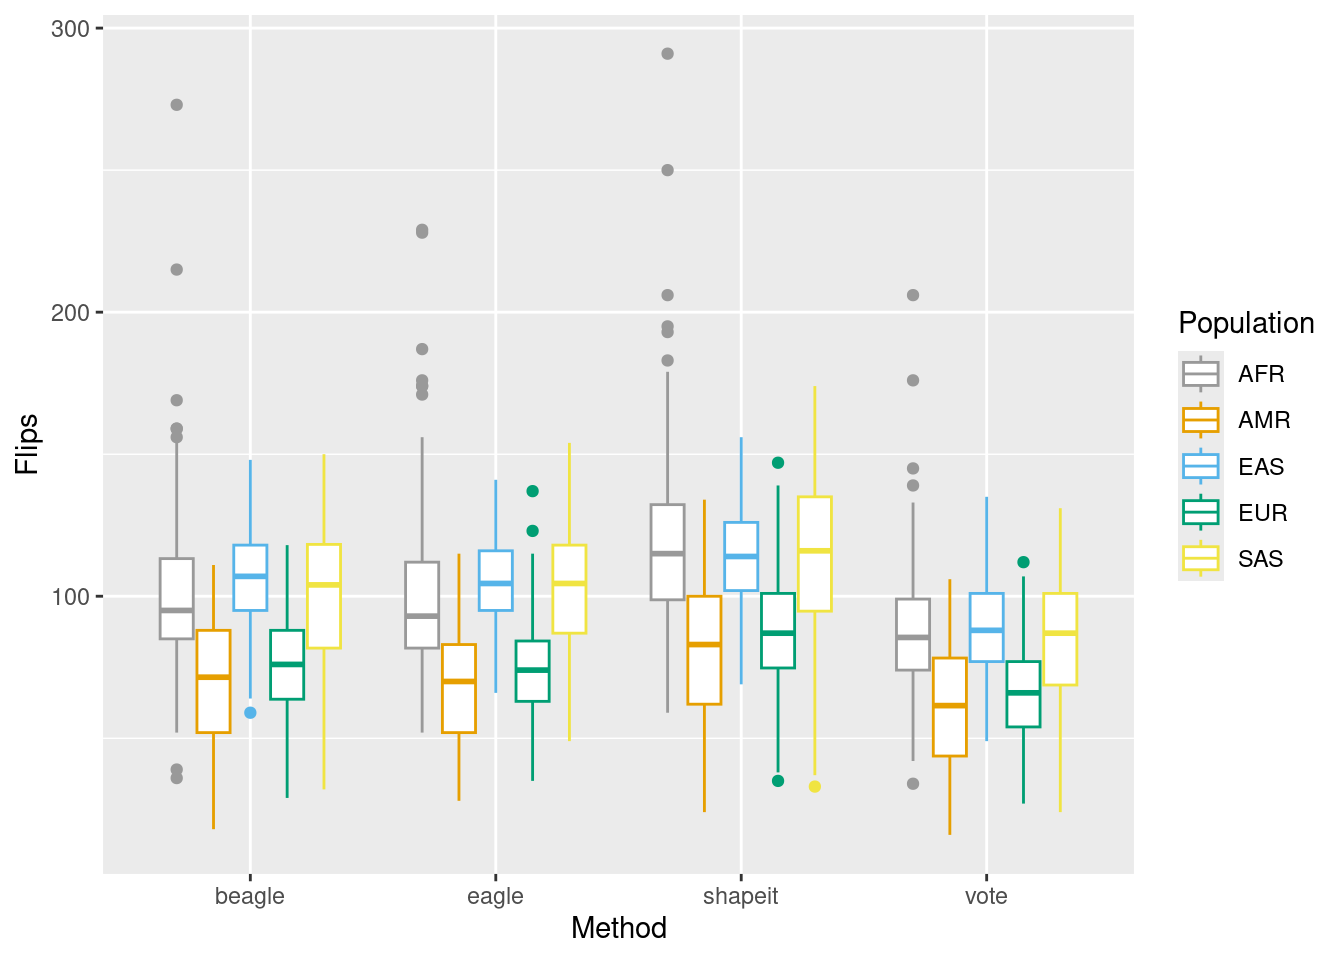 300
200
100
Flips
beagle
eagle
shapeit
vote
Method
Population
AFR
AMR
EAS
EUR
SAS